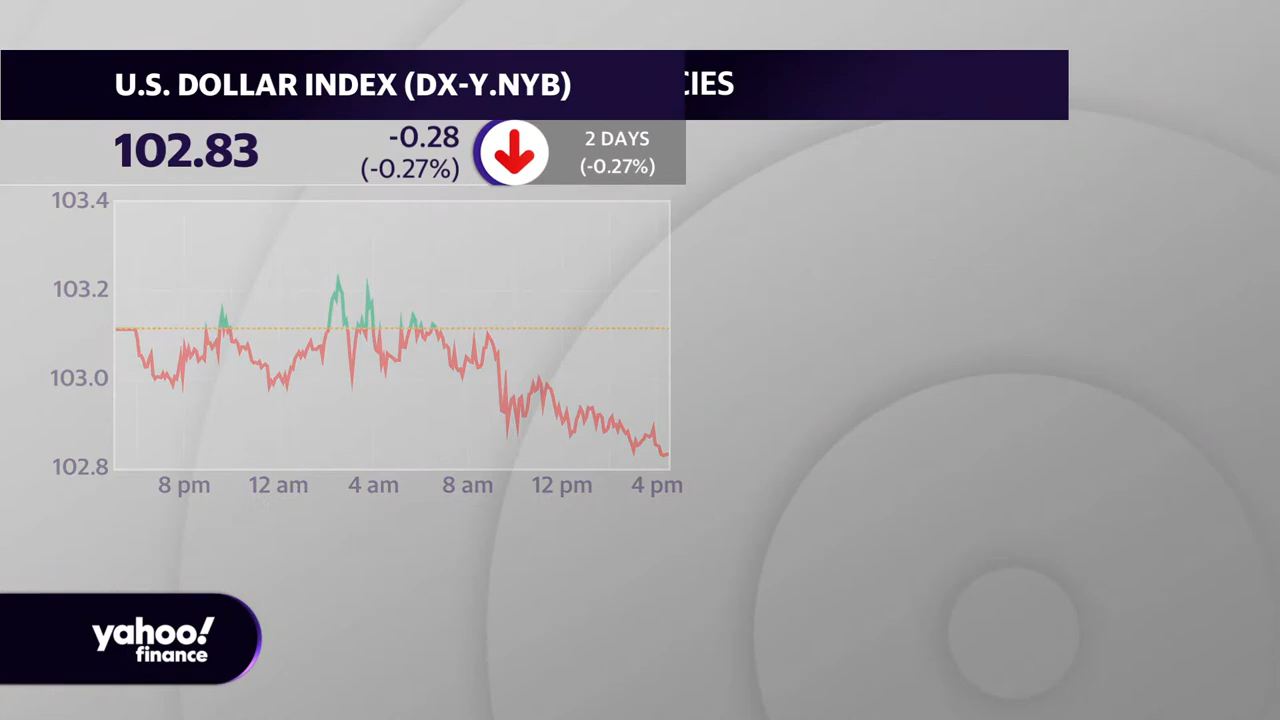 U.S. DOLLAR INDEX (DX-Y.NYB)
CIES
102.83
-0.28
(-0.27%)
2 DAYS
(-0.27%)
103.4
103.2
103.0
102.8
8 pm 12 am 4 am 8 am 12 pm 4 pm
yahoo!
finance